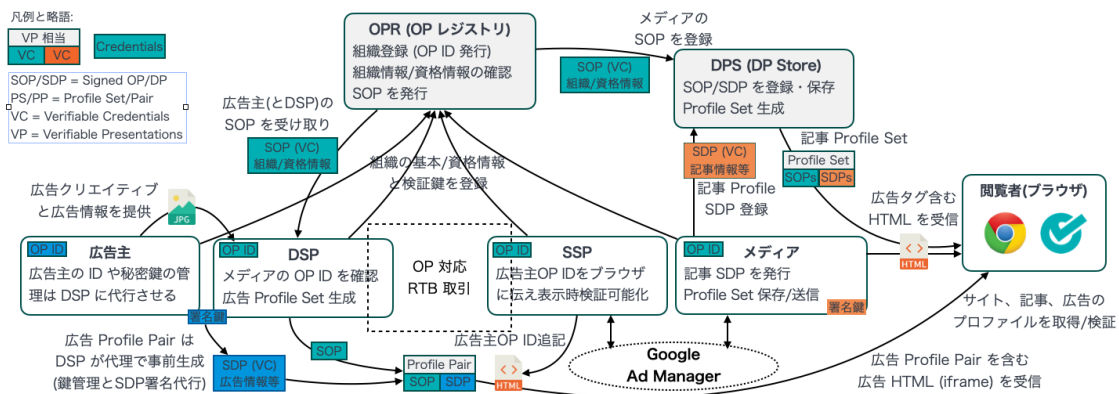 凡例と略語:
VP 相当
VC VC
Credentials
SOP/SDP = Signed OP/DP
PS/PP = Profile Set/Pair
VC = Verifiable Credentials
VP = Verifiable Presentations
OPR (OP レジストリ)
組織登録 (OP ID 発行)
組織情報/資格情報の確認
SOP を発行
メディアの
SOP を登録
SOP (VC)
組織/資格情報
DPS (DP Store)
SOP/SDP を登録・保存
Profile Set 生成
広告主(とDSP)の
SOP を受け取り
SOP (VC)
組織/資格情報
組織の基本/資格情報
と検証鍵を登録
SDP (VC)
記事情報等
記事 Profile
SDP 登録
記事 Profile Set
Profile Set
SOPs SDPs
広告クリエイティブ
と広告情報を提供
JPG
広告タグ含む
HTML を受信
HTML
閲覧者(ブラウザ)
OP ID
広告主
広告主の ID や秘密鍵の管
理は DSP に代行させる
署名鍵
OP ID
DSP
メディアの OP ID を確認
広告 Profile Set 生成
OP 対応
RTB 取引
OP ID
SSP
広告主OP IDをブラウザ
に伝え表示時検証可能化
OP ID
メディア
記事 SDP を発行
Profile Set 保存/送信
署名鍵
サイト、記事、広告の
プロファイルを取得/検証
広告 Profile Pair は
DSP が代理で事前生成
(鍵管理とSDP署名代行)
SDP (VC)
広告情報等
SOP
Profile Pair
SOP SDP
広告主OP ID追記
HTML
Google
Ad Manager
広告 Profile Pair を含む
広告 HTML (iframe) を受信